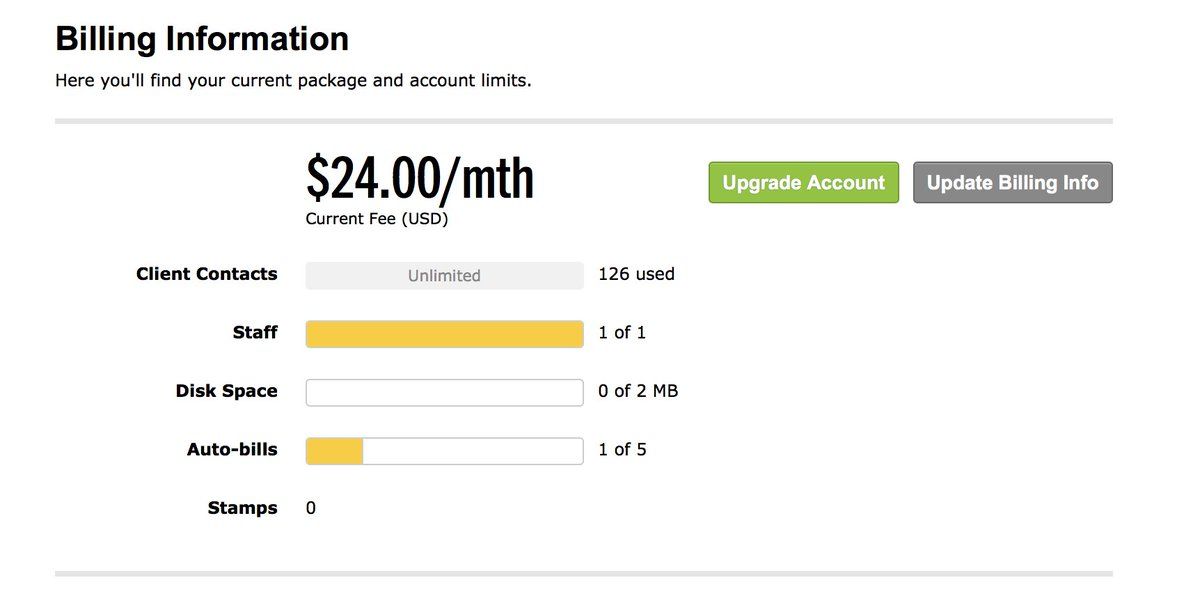 Billing Information
Here you'll find your current package and account limits.
$24.00/mth
Current Fee (USD)
Upgrade Account
Update Billing Info
Client Contacts Unlimited 126 used
Staff 1 of 1
Disk Space 0 of 2 MB
Auto-bills 1 of 5
Stamps 0